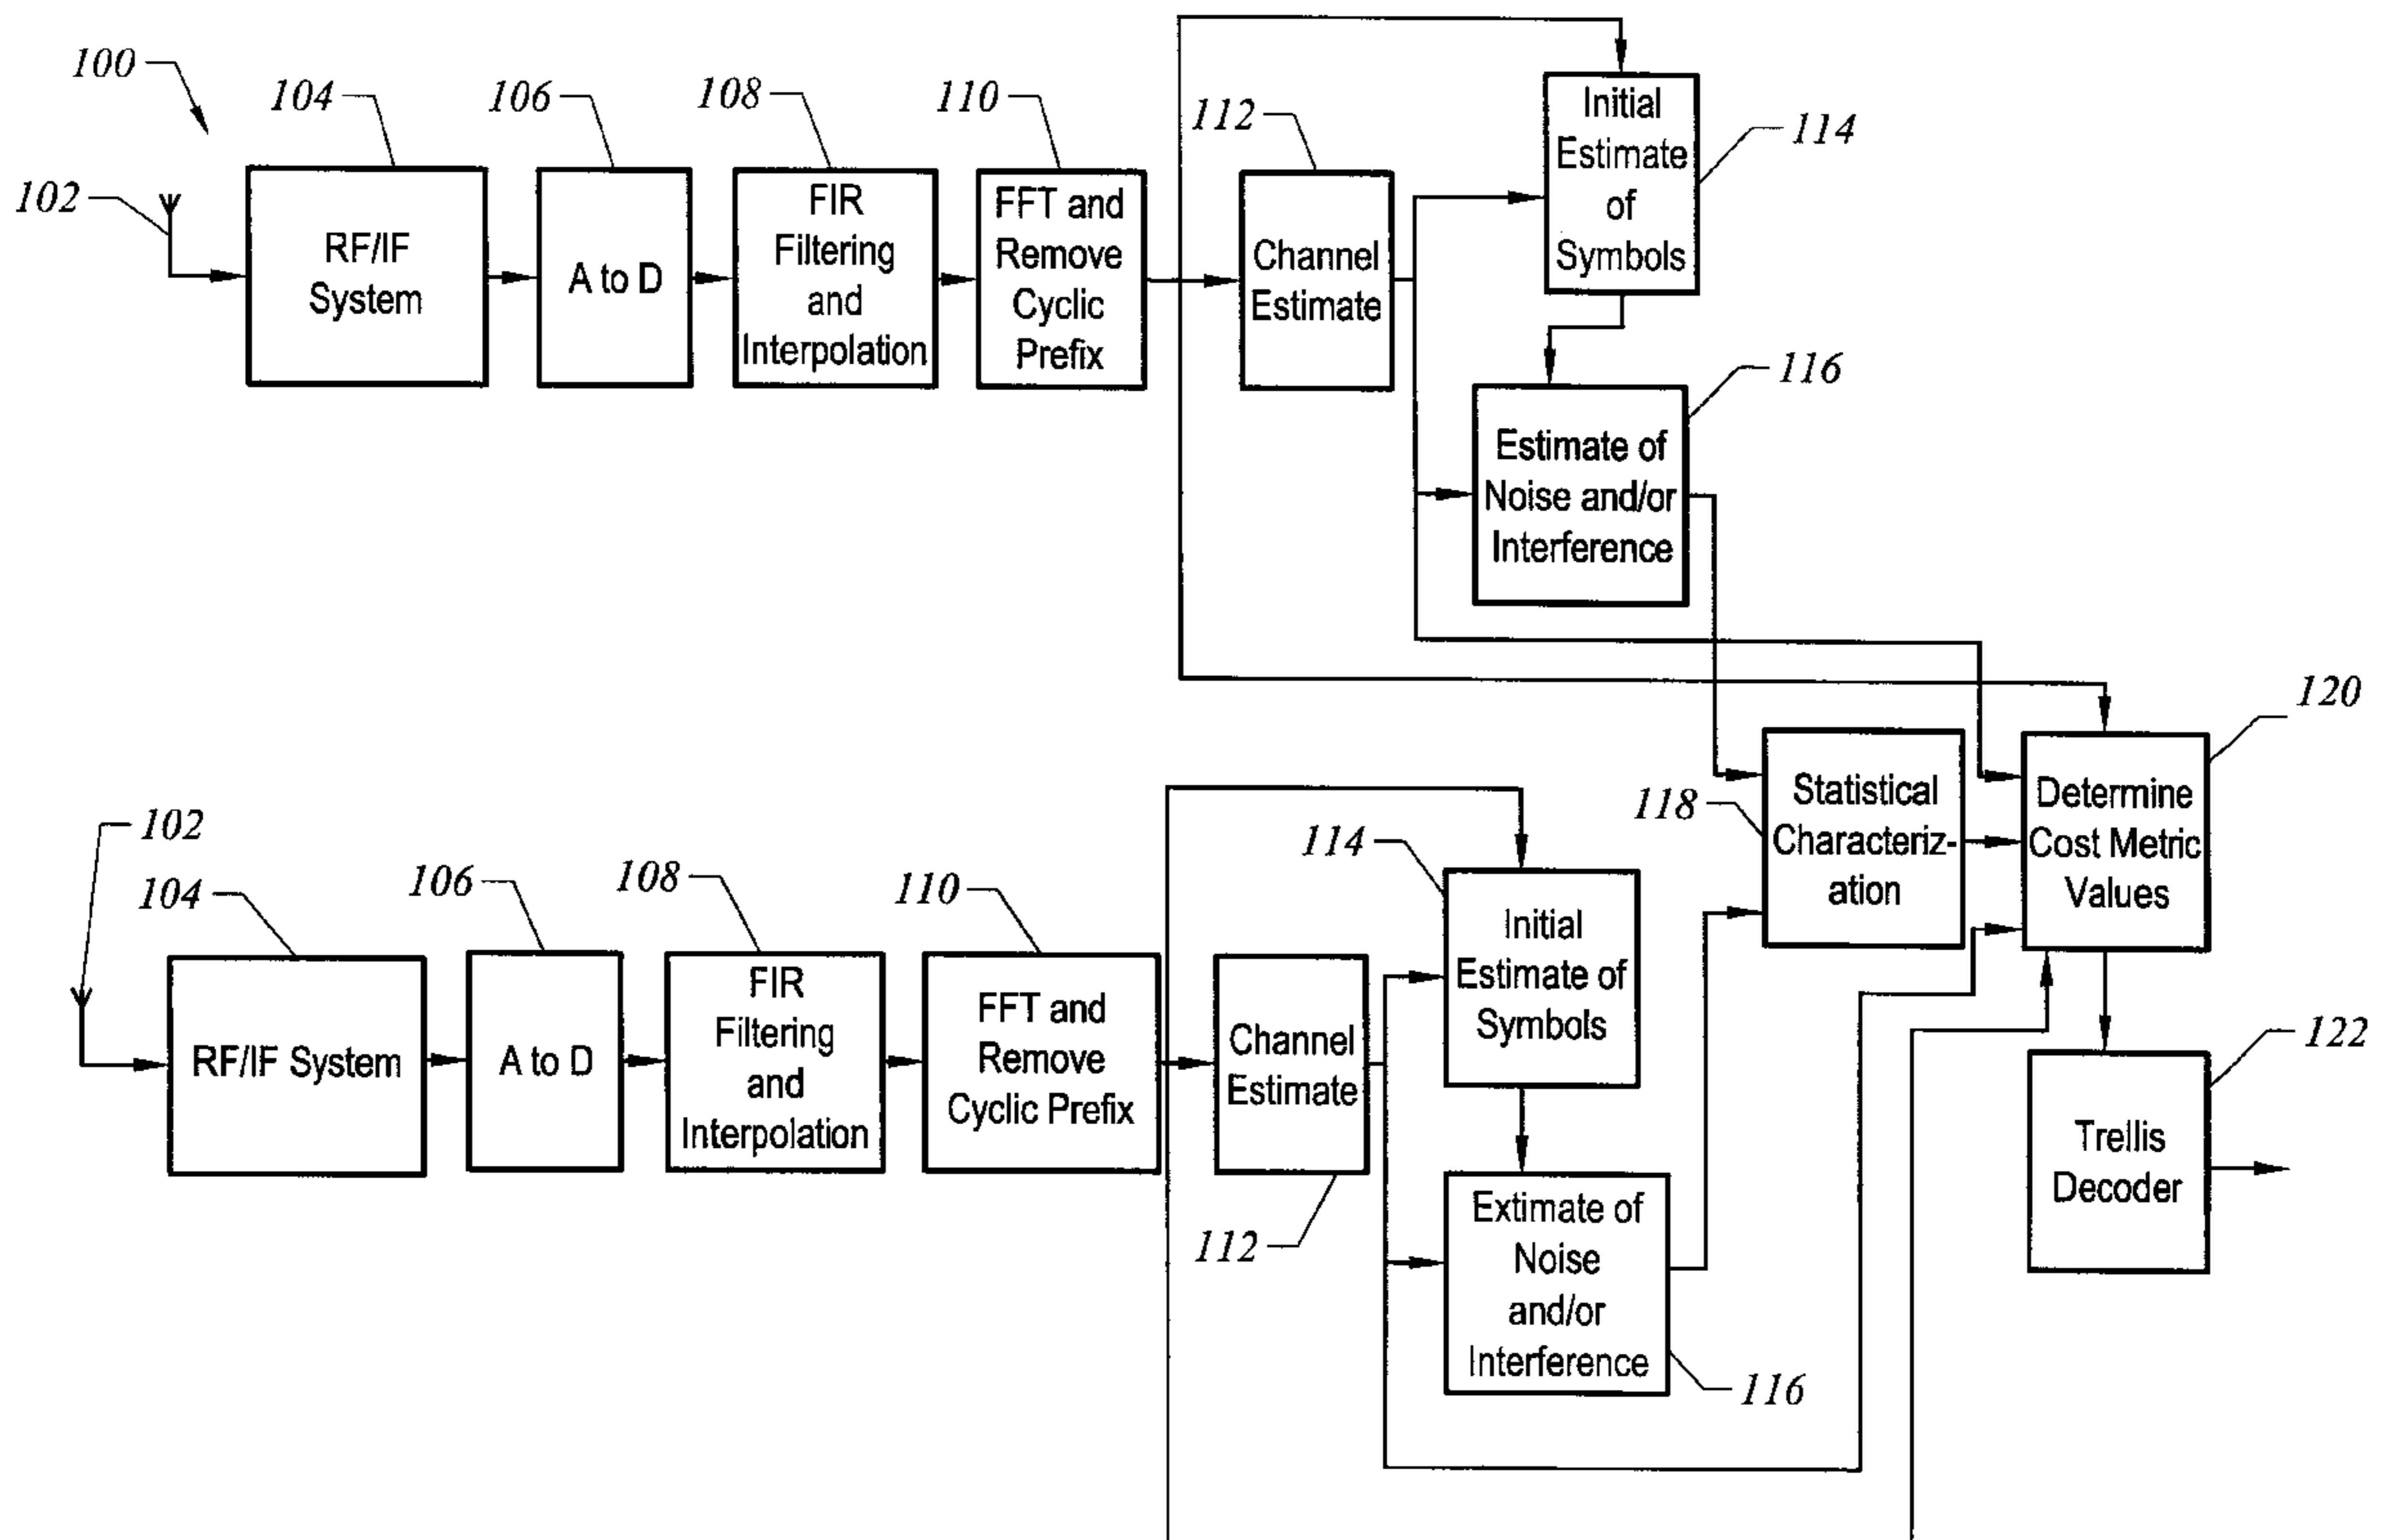 100
104
106
108
110
112
114
102
RF/IF
System
A to D
FIR
Filtering
and
Interpolation
FFT and
Remove
Cyclic
Prefix
Channel
Estimate
Initial
Estimate
of
Symbols
116
Estimate of
Noise and/or
Interference
120
118
Statistical
Characteriz-
ation
Determine
Cost Metric
Values
102
104
106
108
110
114
RF/IF System
A to D
FIR
Filtering
and
Interpolation
FFT and
Remove
Cyclic Prefix
Channel
Estimate
112
Initial
Estimate of
Symbols
Extimate of
Noise
and/or
Interference
116
122
Trellis
Decoder